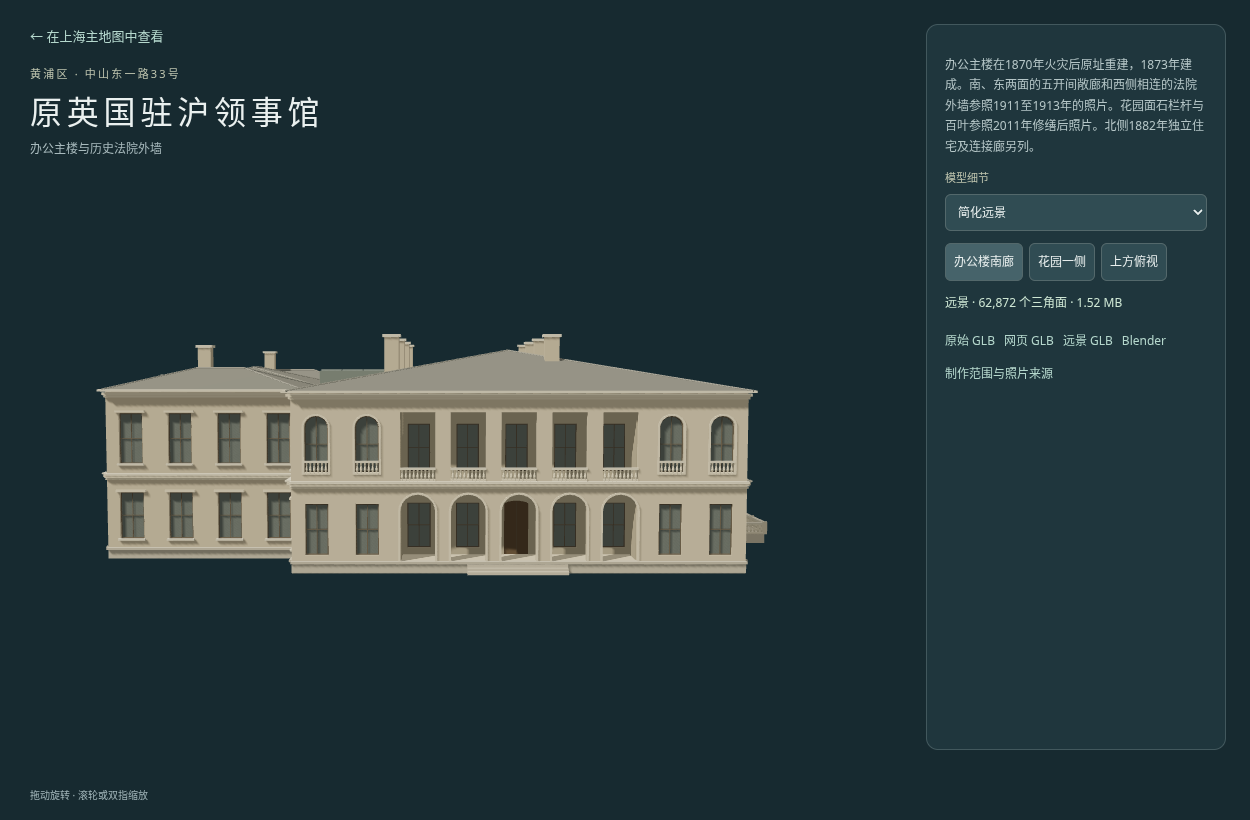 ← 在上海主地图中查看
黄浦区 · 中山东一路33号
原英国驻沪领事馆
办公主楼与历史法院外墙
办公主楼在1870年火灾后原址重建，1873年建
成。南、东两面的五开间敞廊和西侧相连的法院
外墙参照1911至1913年的照片。花园面石栏杆与
百叶参照2011年修缮后照片。北侧1882年独立住
宅及连接廊另列。
模型细节
简化远景
办公楼南廊 花园一侧 上方俯视
远景 · 62,872 个三角面 · 1.52 MB
原始 GLB 网页 GLB 远景 GLB Blender
制作范围与照片来源
拖动旋转 · 滚轮或双指缩放